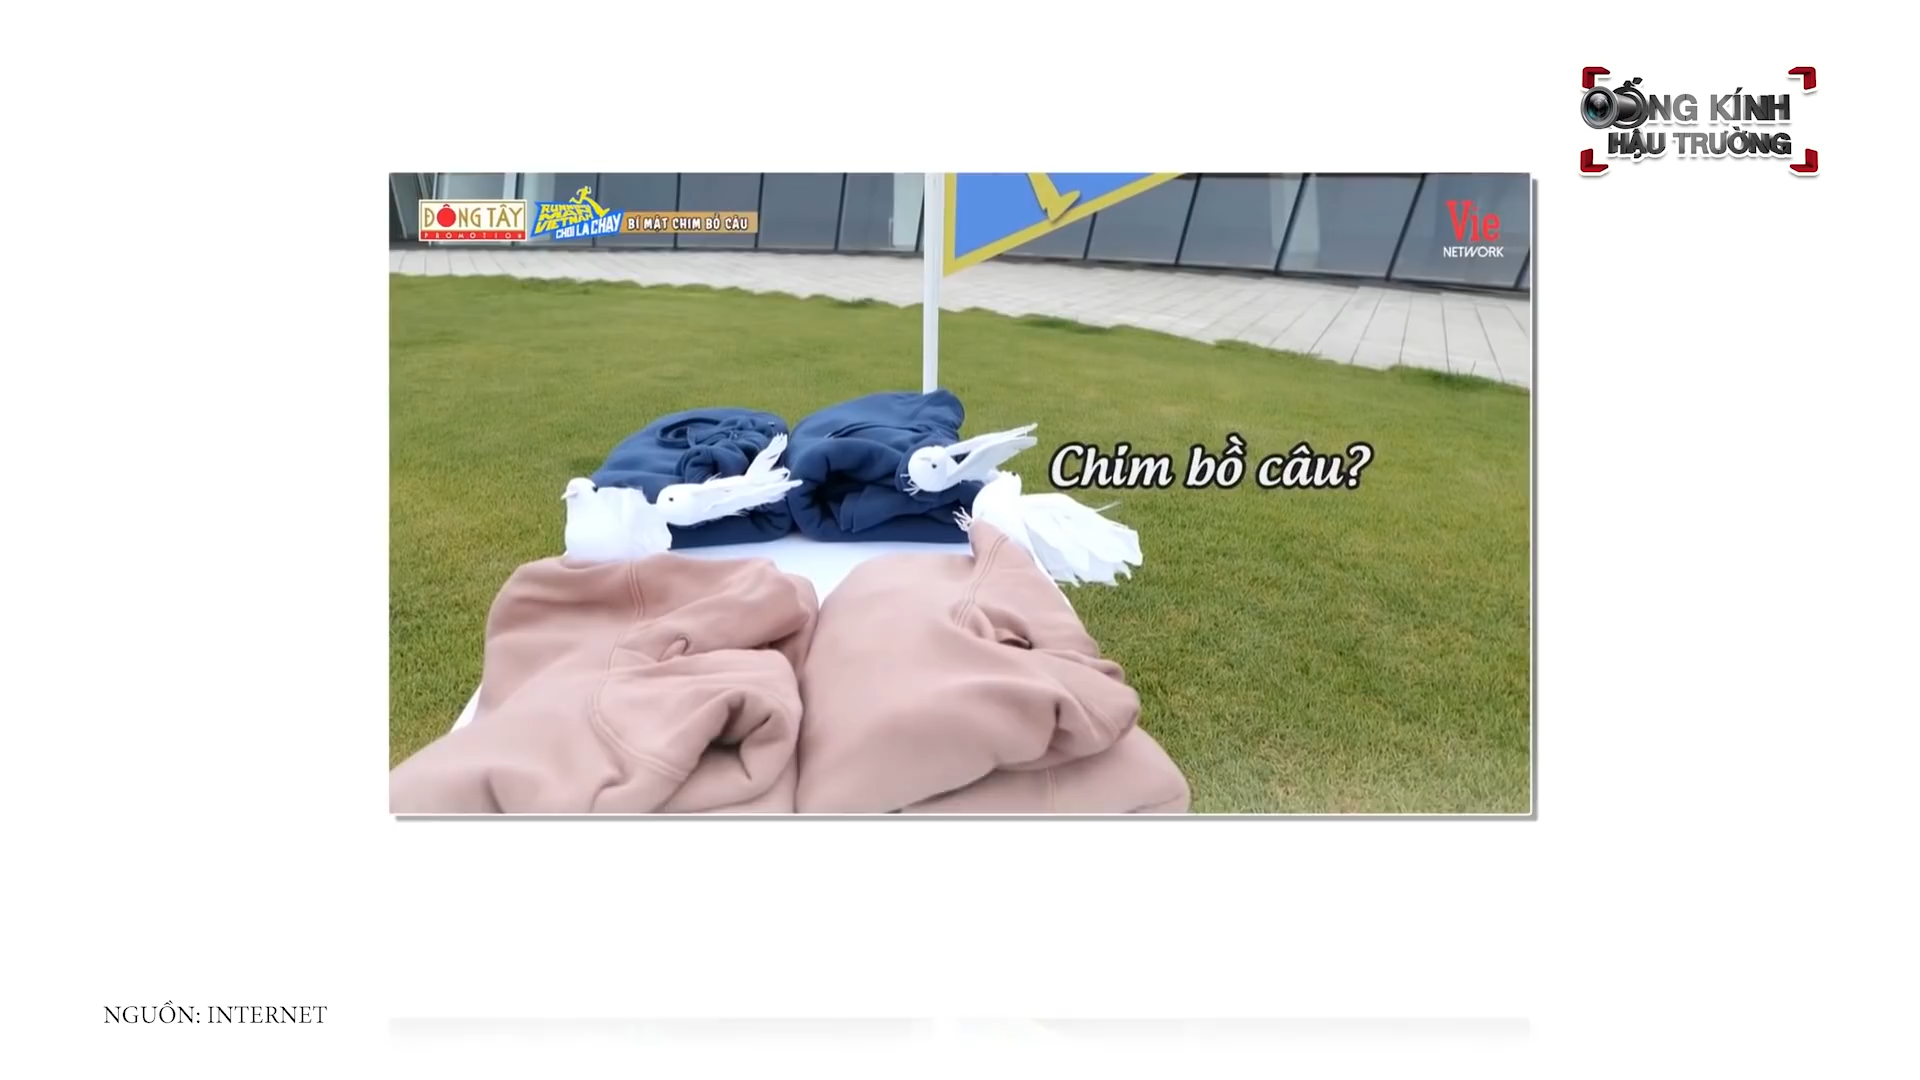 ỐNG KÍNH
HẬU TRƯỜNG
ĐÔNG TÂY
PROMOTION
RUNNING
MAN
VIETNAM
CHƠI LÀ CHẠY
BÍ MẬT CHIM BỒ CÂU
Vie
NETWORK
Chim bồ câu?
NGUỒN: INTERNET